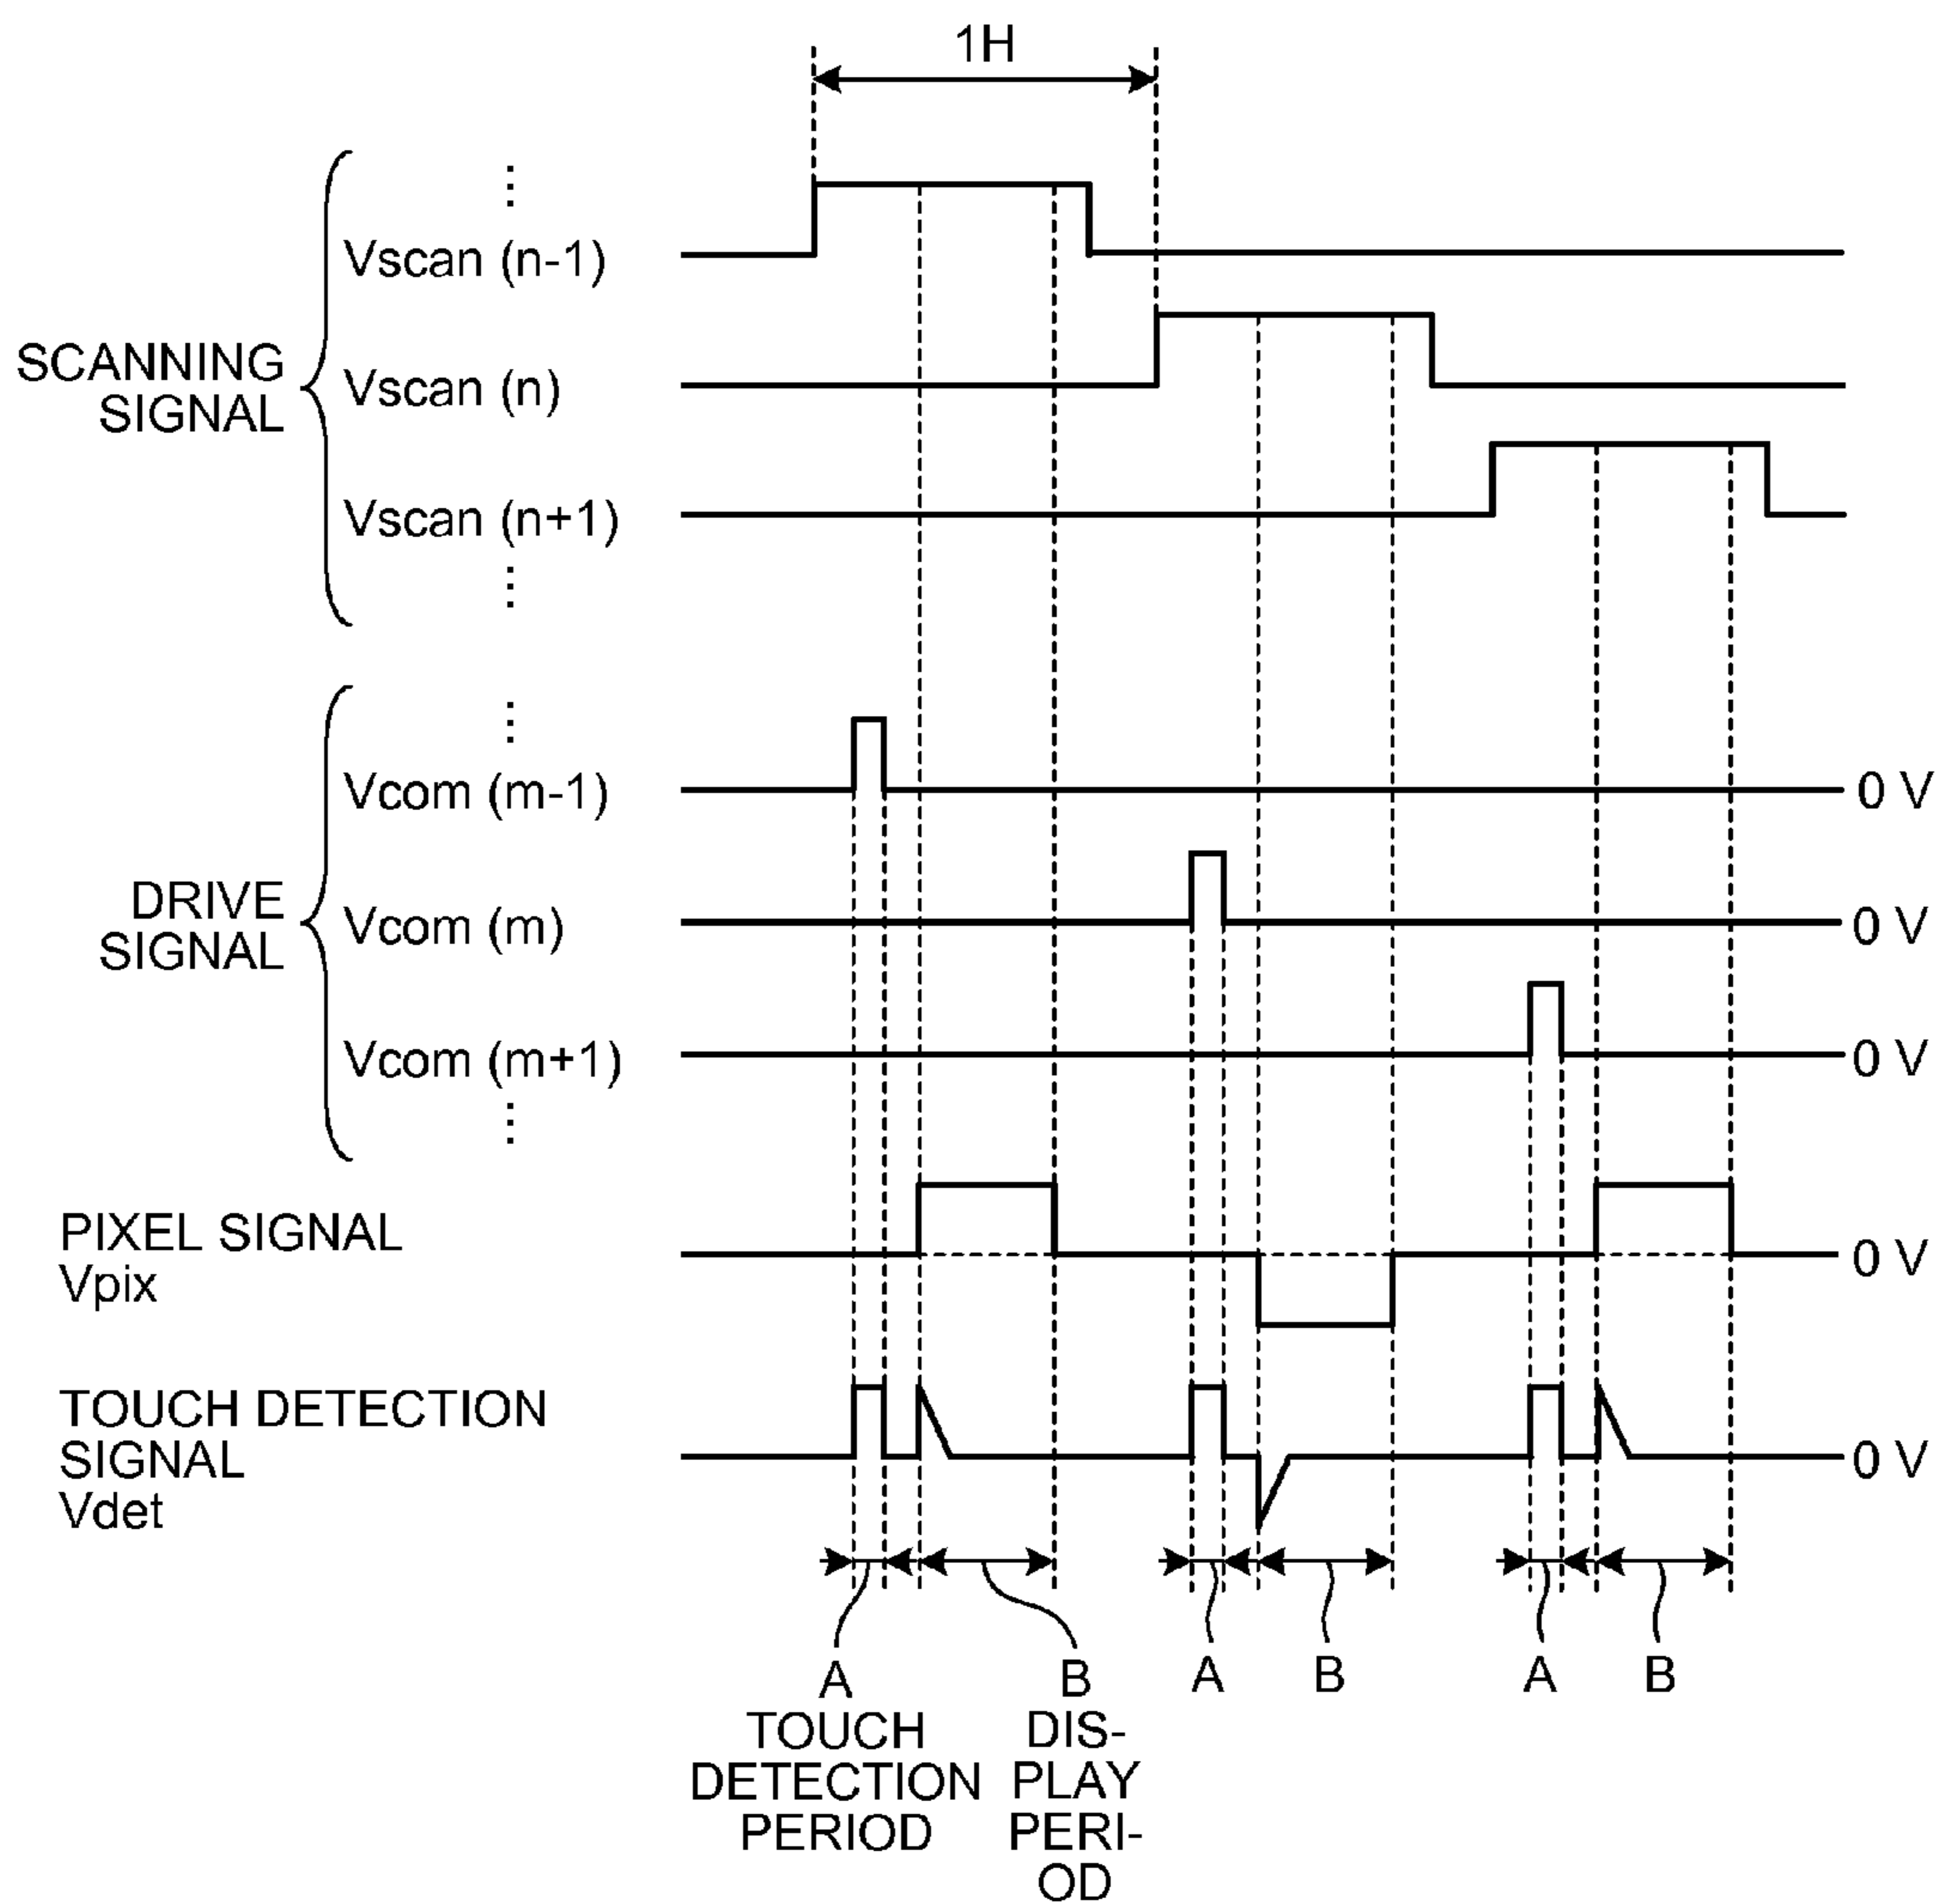 1H
⋮
Vscan (n-1)
SCANNING
SIGNAL
Vscan (n)
Vscan (n+1)
⋮
⋮
Vcom (m-1)
0 V
DRIVE
SIGNAL
Vcom (m)
0 V
Vcom (m+1)
0 V
⋮
PIXEL SIGNAL
Vpix
0 V
TOUCH DETECTION
SIGNAL
Vdet
0 V
A
TOUCH
DETECTION
PERIOD
B
DIS-
PLAY
PERI-
OD
A
B
A
B